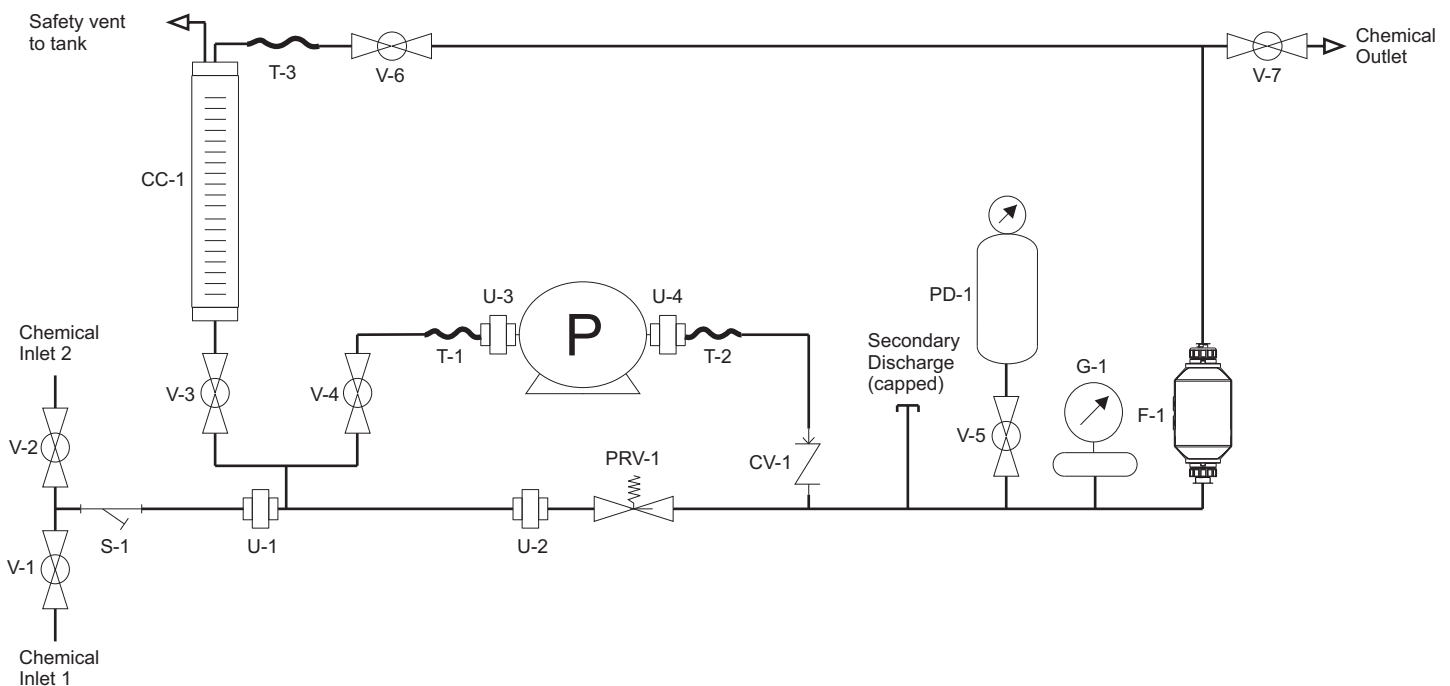 Safety vent
to tank
T-3
V-6
V-7
Chemical
Outlet
CC-1
U-3
P
U-4
T-1
T-2
PD-1
Secondary
Discharge
(capped)
G-1
F-1
Chemical
Inlet 2
V-3
V-4
V-2
V-5
PRV-1
CV-1
S-1
U-1
U-2
V-1
Chemical
Inlet 1